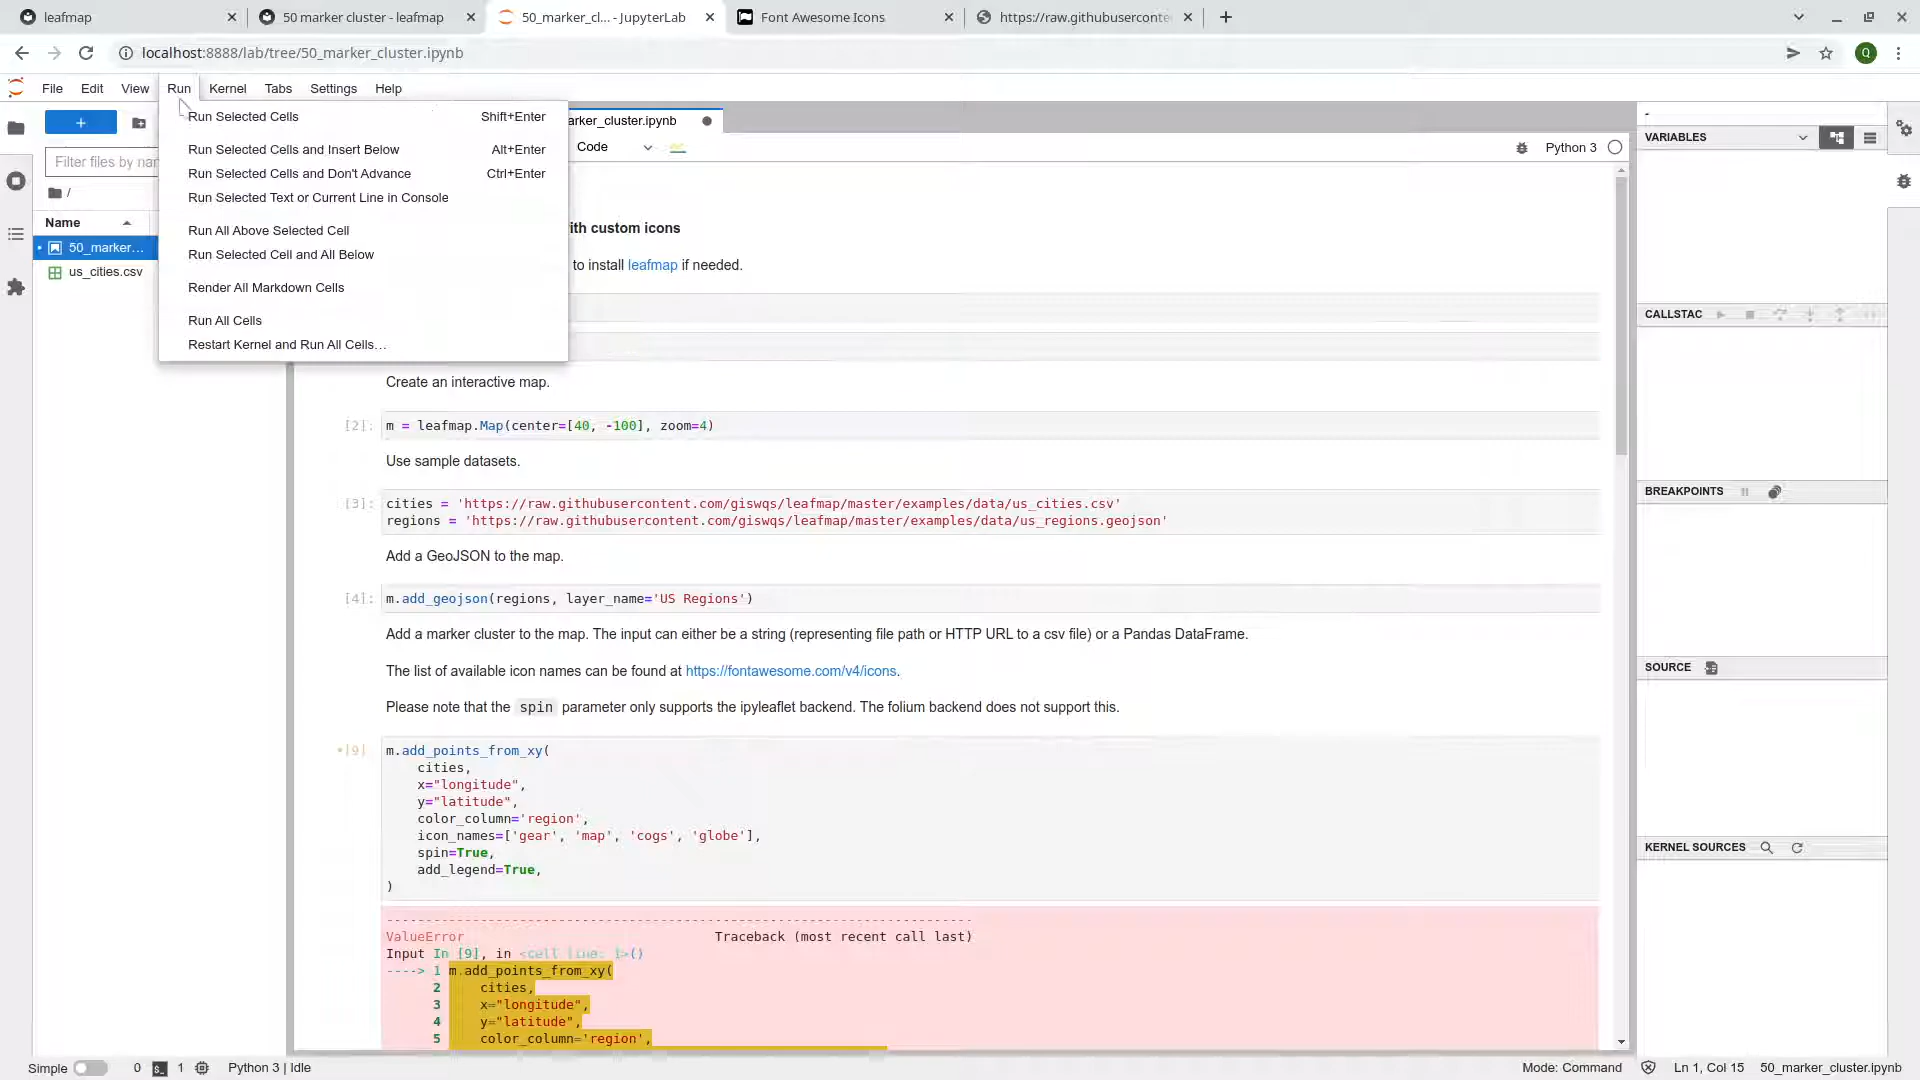 leafmap
50 marker cluster - leafmap
50_marker_cl... - JupyterLab
Font Awesome Icons
https://raw.githubuserconte
localhost:8888/lab/tree/50_marker_cluster.ipynb
Q
File Edit View Run Kernel Tabs Settings Help
Run Selected Cells Shift+Enter
Run Selected Cells and Insert Below Alt+Enter
Run Selected Cells and Don't Advance Ctrl+Enter
Run Selected Text or Current Line in Console
Run All Above Selected Cell
Run Selected Cell and All Below
Render All Markdown Cells
Run All Cells
Restart Kernel and Run All Cells…
+
Filter files by nam
/
Name
50_marker...
us_cities.csv
arker_cluster.ipynb
Code
Python 3
ith custom icons
to install leafmap if needed.
Create an interactive map.
[2]: m = leafmap.Map(center=[40, -100], zoom=4)
Use sample datasets.
[3]: cities = 'https://raw.githubusercontent.com/giswqs/leafmap/master/examples/data/us_cities.csv'
regions = 'https://raw.githubusercontent.com/giswqs/leafmap/master/examples/data/us_regions.geojson'
Add a GeoJSON to the map.
[4]: m.add_geojson(regions, layer_name='US Regions')
Add a marker cluster to the map. The input can either be a string (representing file path or HTTP URL to a csv file) or a Pandas DataFrame.
The list of available icon names can be found at https://fontawesome.com/v4/icons.
Please note that the spin parameter only supports the ipyleaflet backend. The folium backend does not support this.
[9] m.add_points_from_xy(
cities,
x="longitude",
y="latitude",
color_column='region',
icon_names=['gear', 'map', 'cogs', 'globe'],
spin=True,
add_legend=True,
)
---------------------------------------------------------------------------
ValueError Traceback (most recent call last)
Input In [9], in <cell line: 1>()
----> 1 m.add_points_from_xy(
2 cities,
3 x="longitude",
4 y="latitude",
5 color_column='region',
-
VARIABLES
CALLSTAC
BREAKPOINTS
SOURCE
KERNEL SOURCES
Simple 0 1 Python 3 | Idle
Mode: Command Ln 1, Col 15 50_marker_cluster.ipynb